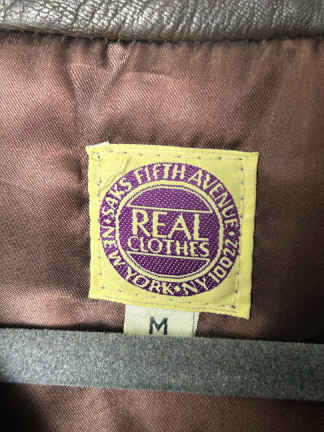 SAKS FIFTH AVENUE
REAL
CLOTHES
NEW YORK•NY 10022
M